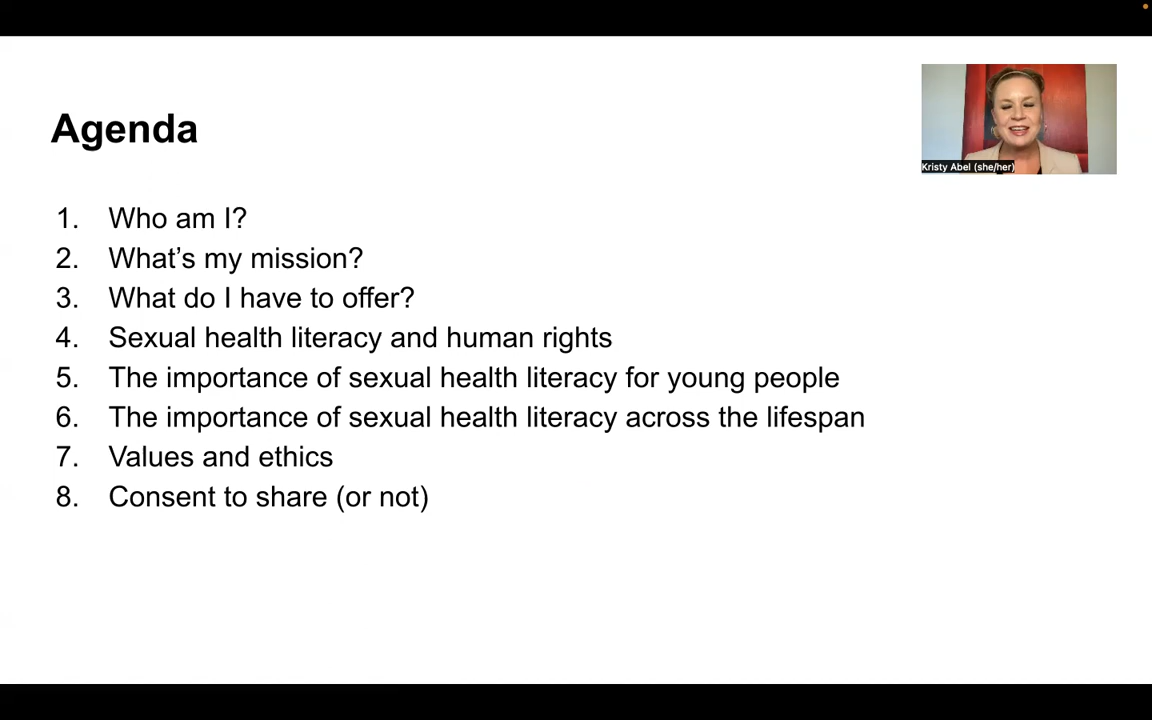 Agenda
Kristy Abel (she/her)
1. Who am I?
2. What’s my mission?
3. What do I have to offer?
4. Sexual health literacy and human rights
5. The importance of sexual health literacy for young people
6. The importance of sexual health literacy across the lifespan
7. Values and ethics
8. Consent to share (or not)